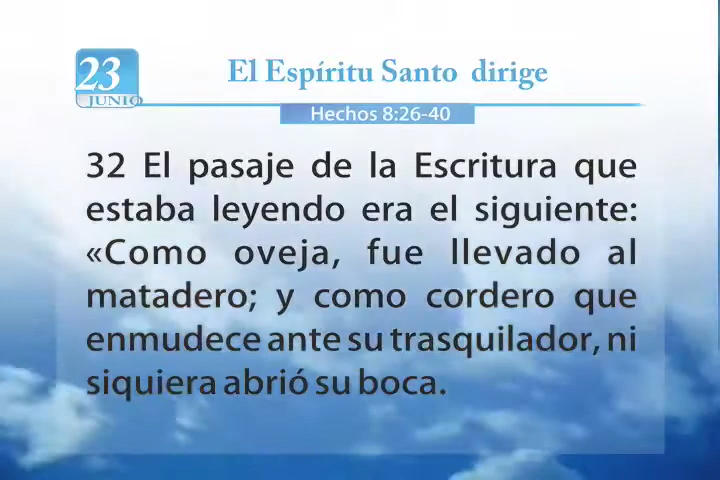 23
JUNIO
El Espíritu Santo dirige
Hechos 8:26-40
32 El pasaje de la Escritura que
estaba leyendo era el siguiente:
«Como oveja, fue llevado al
matadero; y como cordero que
enmudece ante su trasquilador, ni
siquiera abrió su boca.